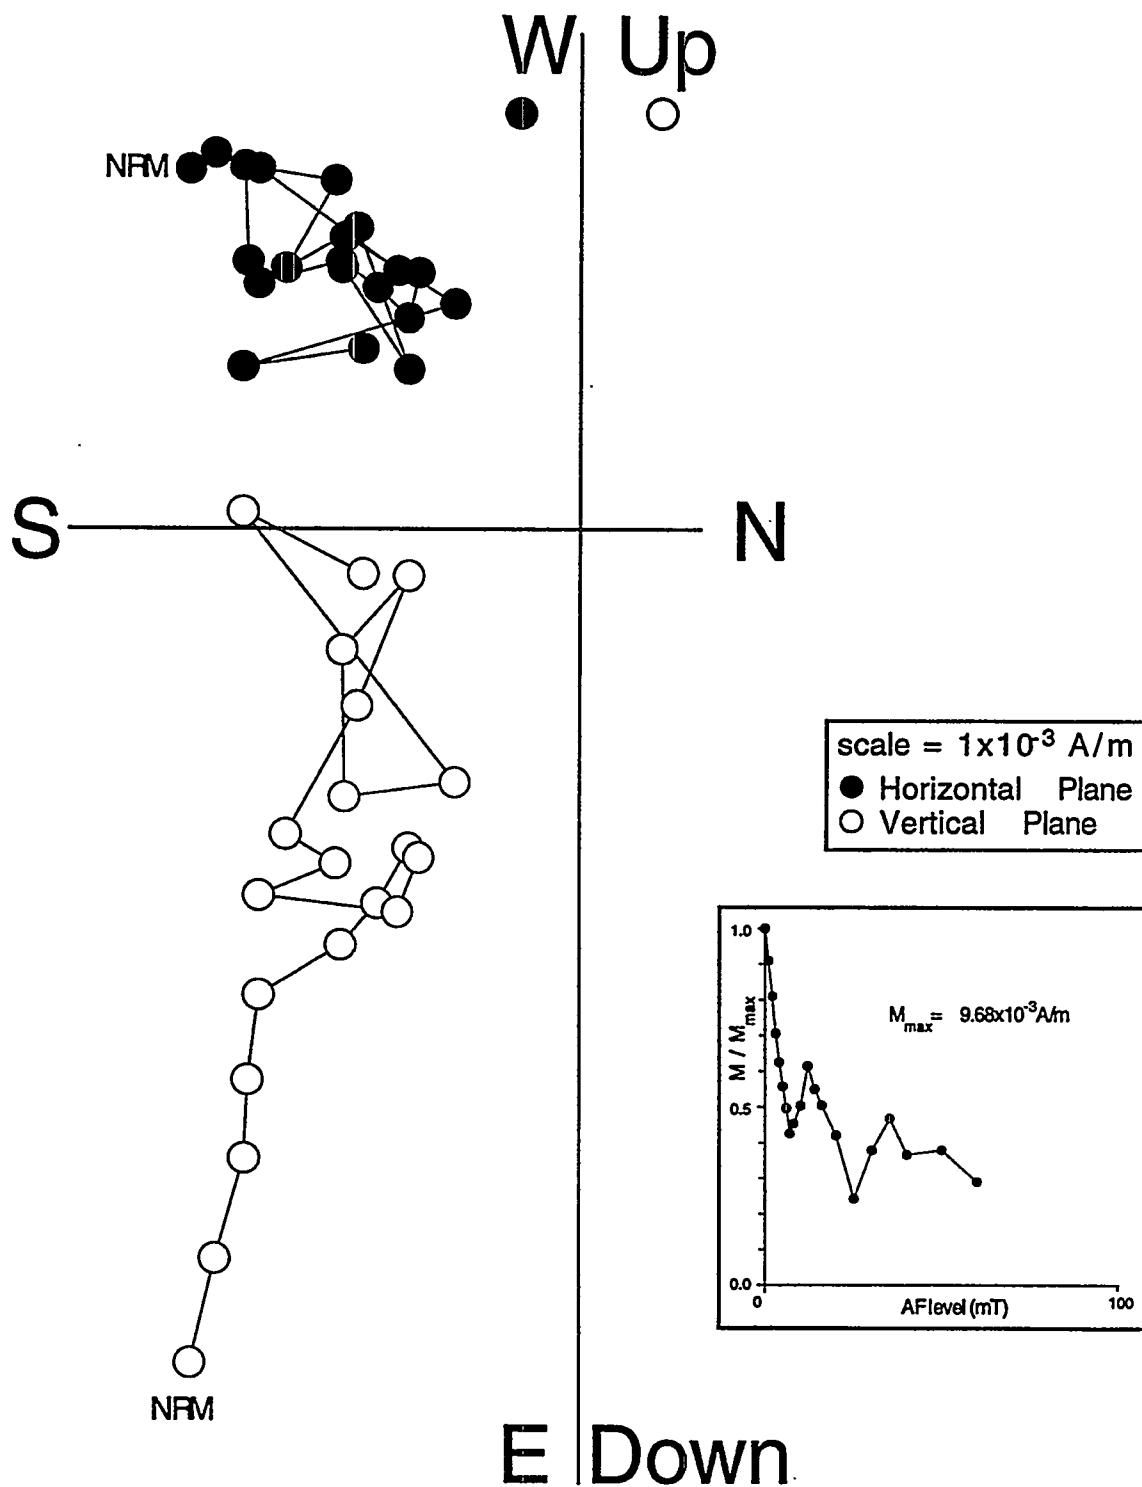 W Up
NRM
S N
scale = 1x10-3 A/m
Horizontal Plane
Vertical Plane
1.0
M / Mmax
Mmax= 9.68x10-3A/m
0.5
0.0
0 100
AF level (mT)
NRM
E Down